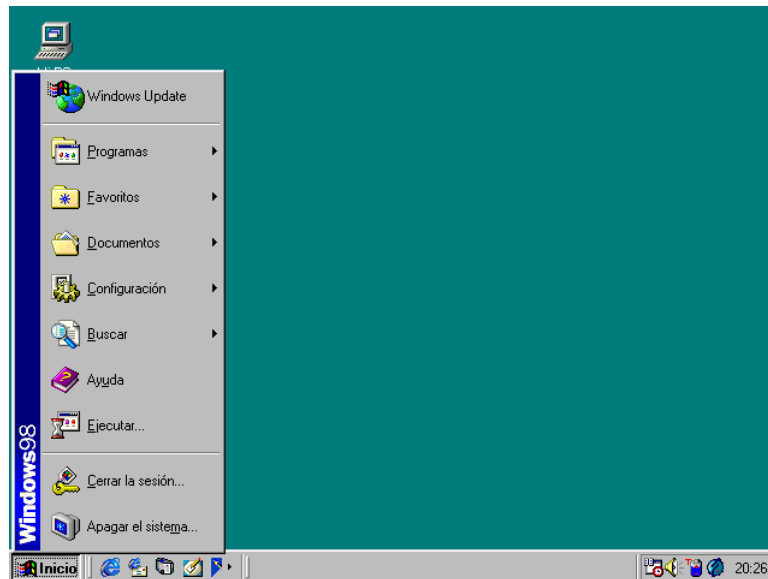 Windows Update
Programas
Favoritos
Documentos
Configuración
Buscar
Ayuda
Ejecutar...
Cerrar la sesión...
Apagar el sistema...
Windows98
Inicio
20:26